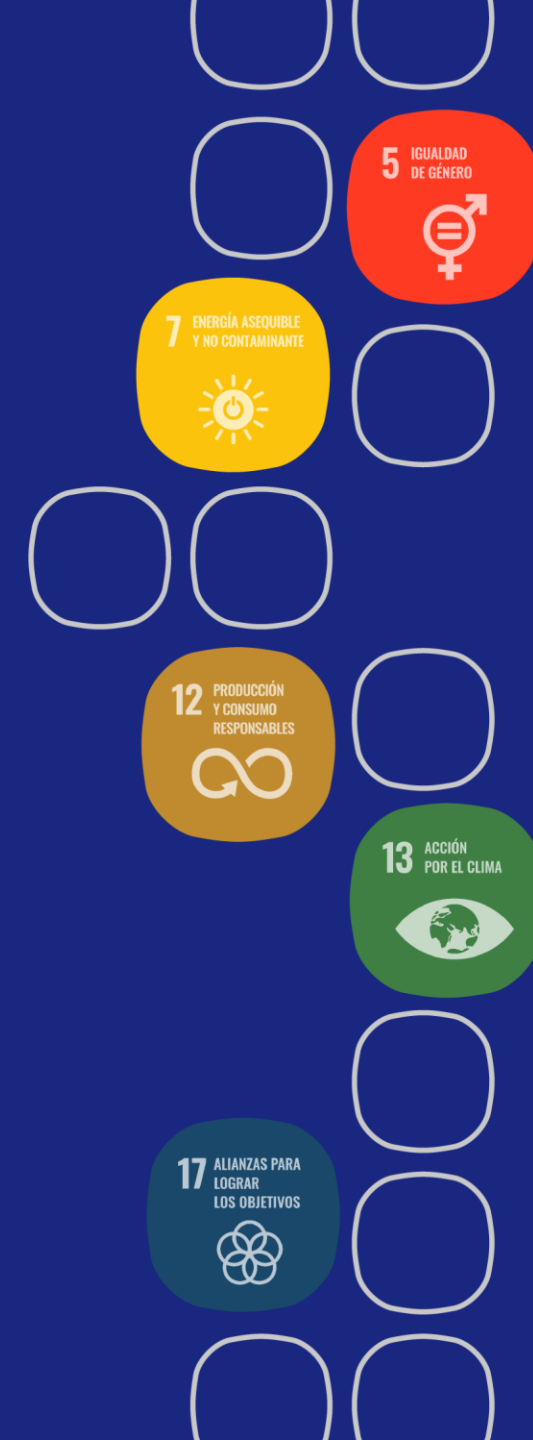 5 IGUALDAD
DE GÉNERO
7 ENERGÍA ASEQUIBLE
Y NO CONTAMINANTE
12 PRODUCCIÓN
Y CONSUMO
RESPONSABLES
13 ACCIÓN
POR EL CLIMA
17 ALIANZAS PARA
LOGRAR
LOS OBJETIVOS